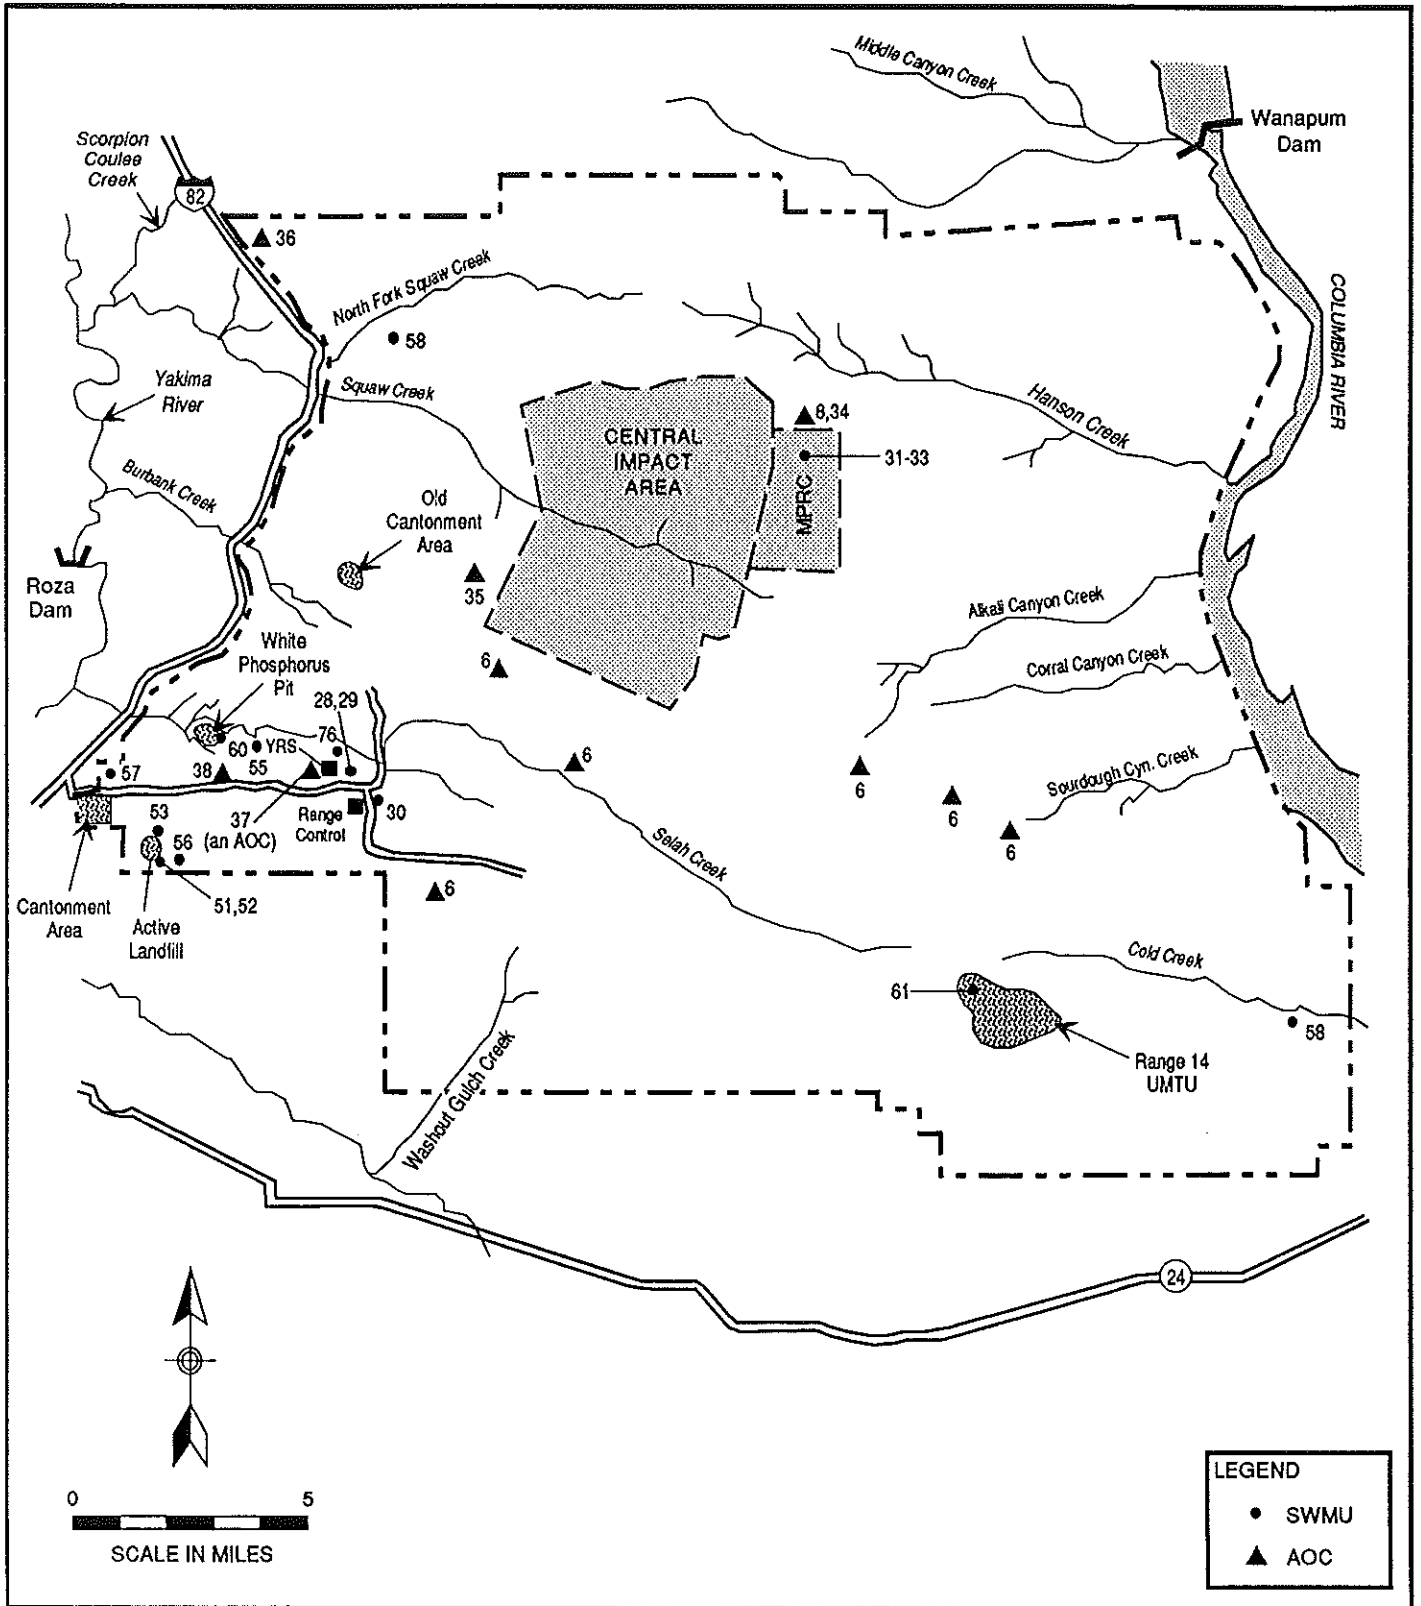 Middle Canyon Creek
Wanapum
Dam
Scorpion
Coulee
Creek
82
36
North Fork Squaw Creek
58
COLUMBIA RIVER
Yakima
River
Squaw Creek
Hanson Creek
8,34
CENTRAL
IMPACT
AREA
31-33
MPRC
Burbank Creek
Old
Cantonment
Area
Roza
Dam
35
Alkali Canyon Creek
White
Phosphorus
Pit
6
Corral Canyon Creek
28,29
76
60
YRS
55
57
38
6
6
Sourdough Cyn. Creek
53
37
(an AOC)
Range
Control
30
6
6
56
Selah Creek
51,52
6
Cantonment
Area
Active
Landfill
Cold Creek
61
58
Range 14
UMTU
Washout Gulch Creek
24
0
5
SCALE IN MILES
LEGEND
SWMU
AOC